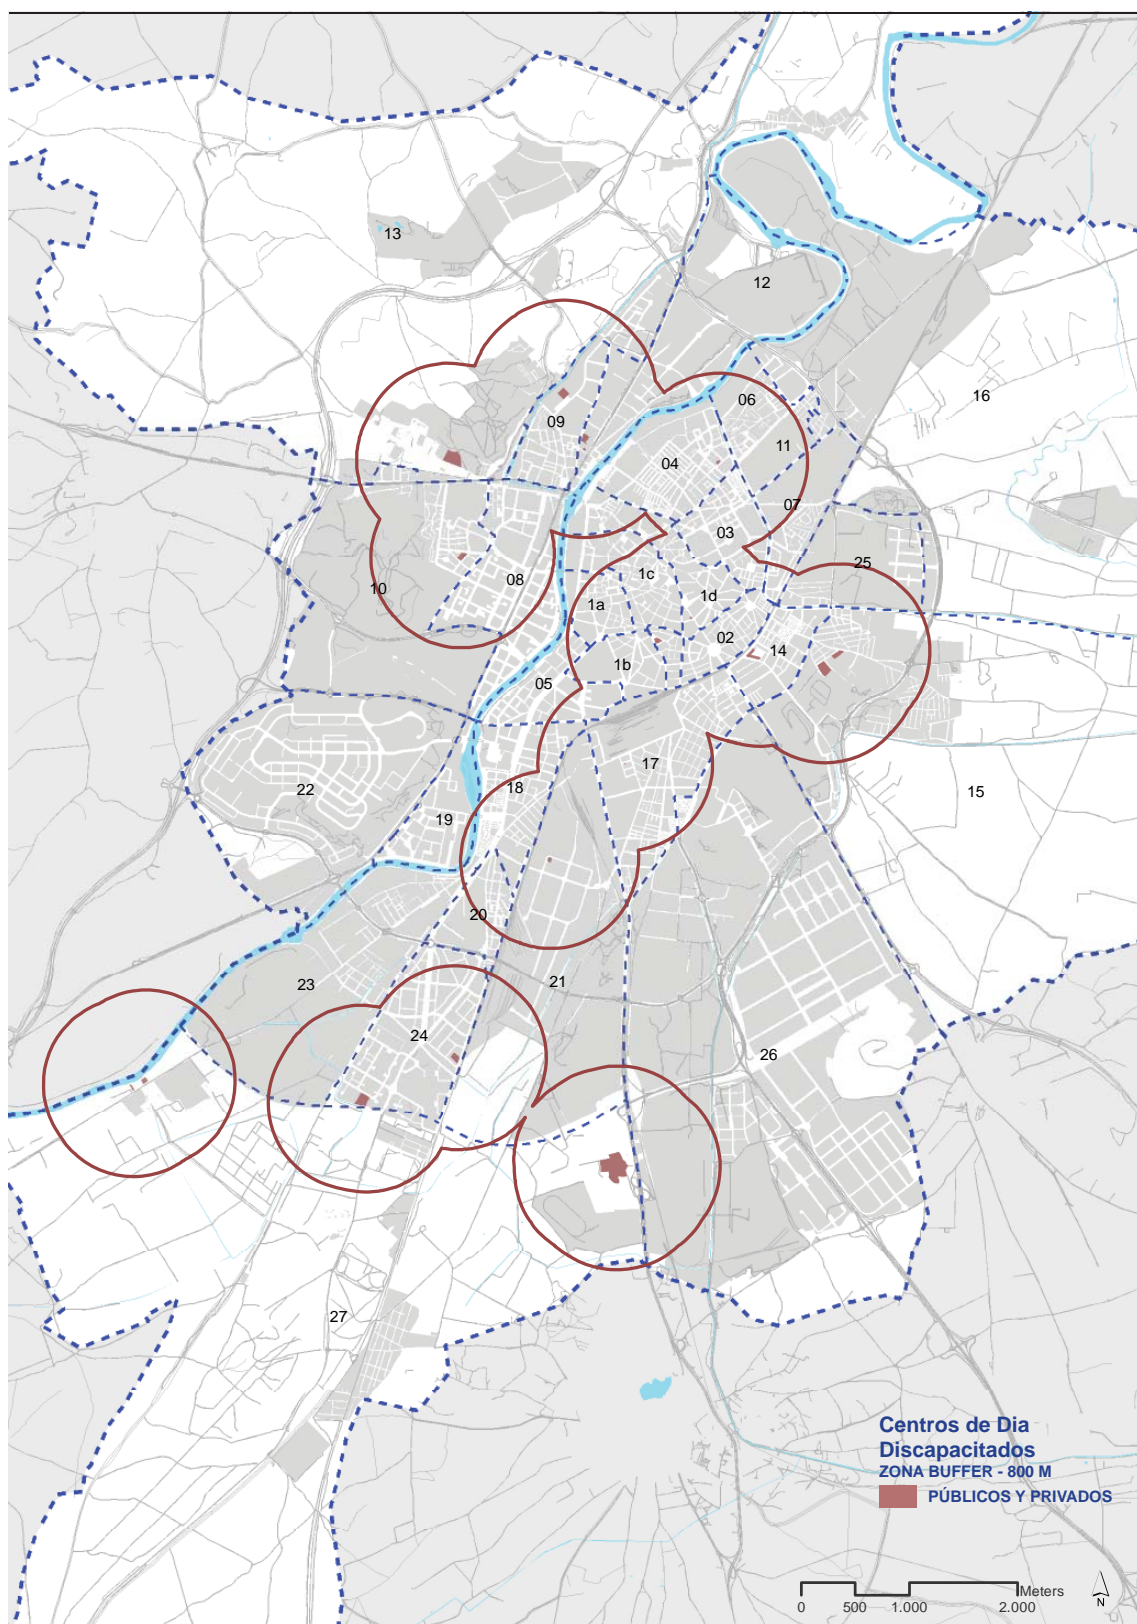 13
12
16
06
09
11
04
07
03
25
1c
08
10
1d
1a
02
14
1b
05
17
22
15
18
19
20
21
23
24
26
27
Centros de Dia
Discapacitados
ZONA BUFFER - 800 M
PÚBLICOS Y PRIVADOS
Meters
0 500 1.000 2.000
N